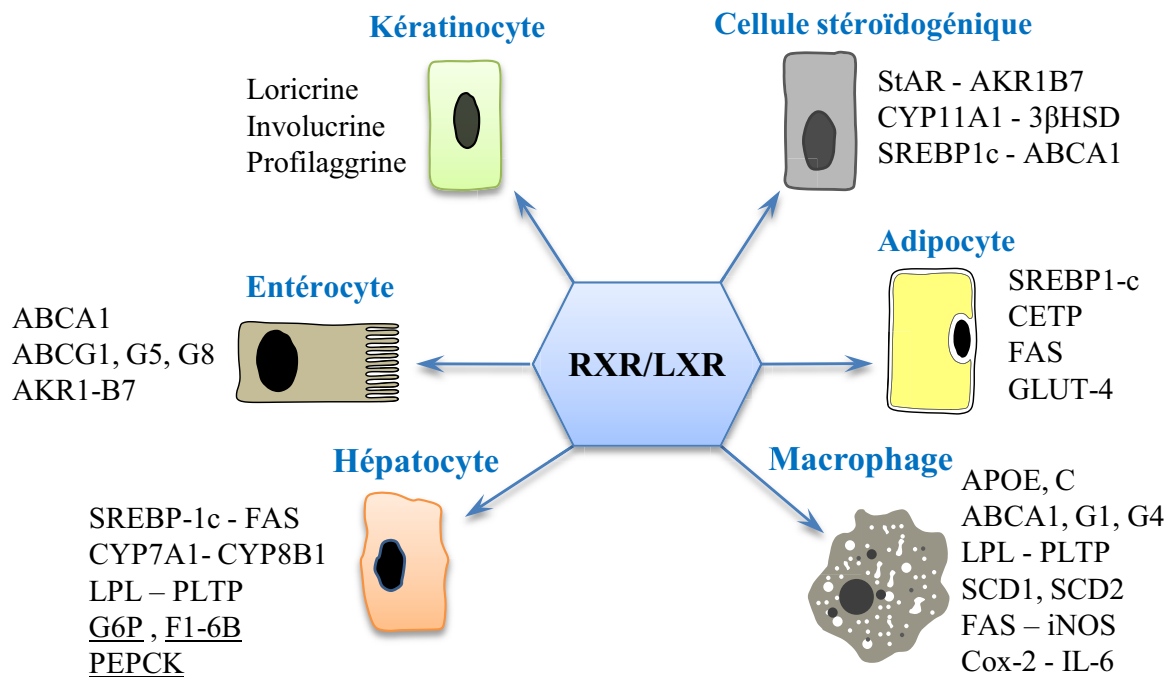 Kératinocyte
Loricrine
Involucrine
Profilaggrine
Cellule stéroïdogénique
StAR - AKR1B7
CYP11A1 - 3βHSD
SREBP1c - ABCA1
Entérocyte
ABCA1
ABCG1, G5, G8
AKR1-B7
RXR/LXR
Adipocyte
SREBP1-c
CETP
FAS
GLUT-4
Hépatocyte
SREBP-1c - FAS
CYP7A1- CYP8B1
LPL – PLTP
G6P , F1-6B
PEPCK
Macrophage
APOE, C
ABCA1, G1, G4
LPL - PLTP
SCD1, SCD2
FAS – iNOS
Cox-2 - IL-6